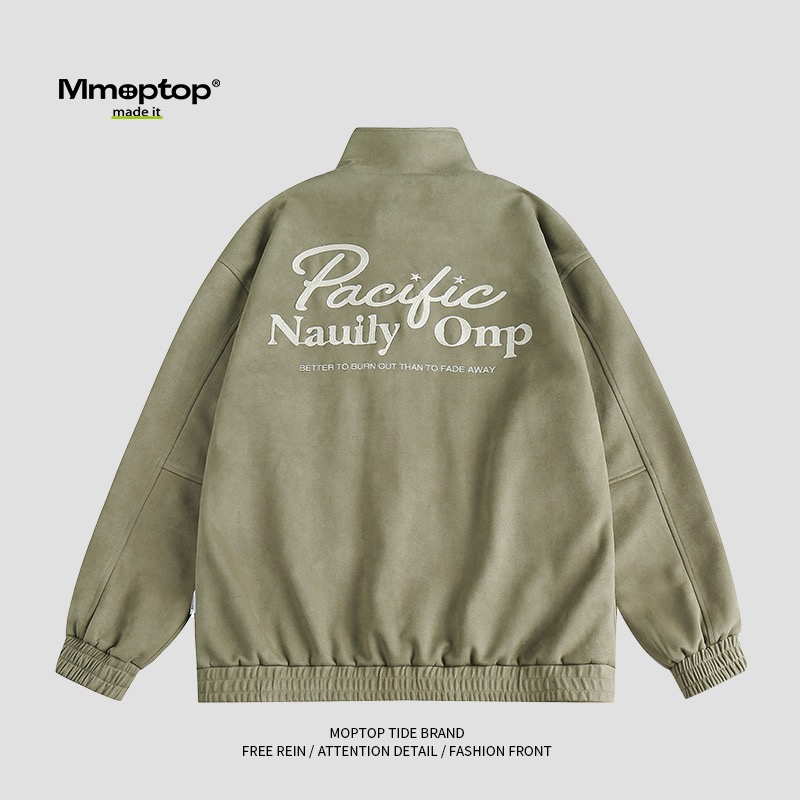 Mmoptop®
made it
Pacific
Nauily Onp
BETTER TO BURN OUT THAN TO FADE AWAY
MOPTOP TIDE BRAND
FREE REIN / ATTENTION DETAIL / FASHION FRONT